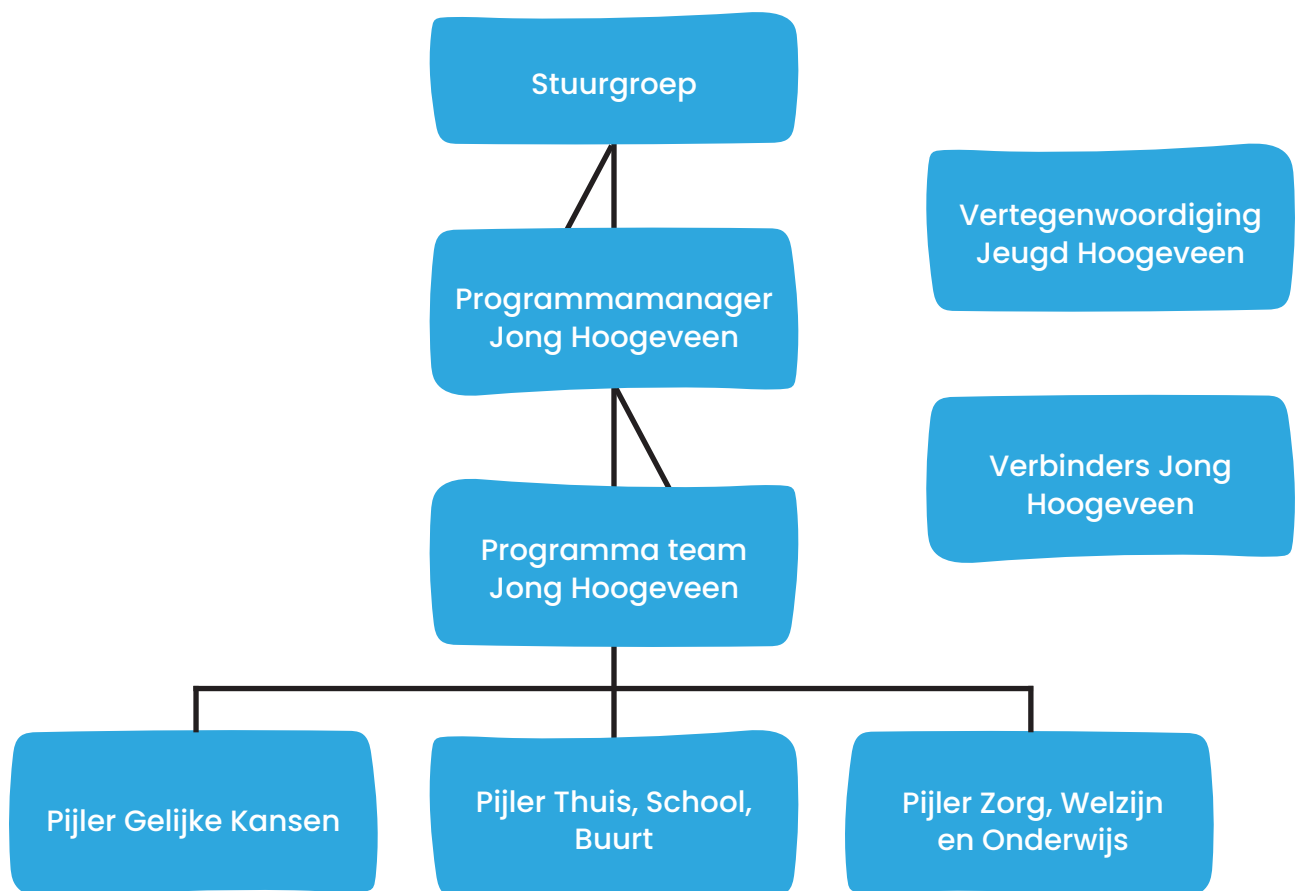 Stuurgroep
Vertegenwoordiging
Jeugd Hoogeveen
Programmamanager
Jong Hoogeveen
Verbinders Jong
Hoogeveen
Programma team
Jong Hoogeveen
Pijler Gelijke Kansen
Pijler Thuis, School,
Buurt
Pijler Zorg, Welzijn
en Onderwijs